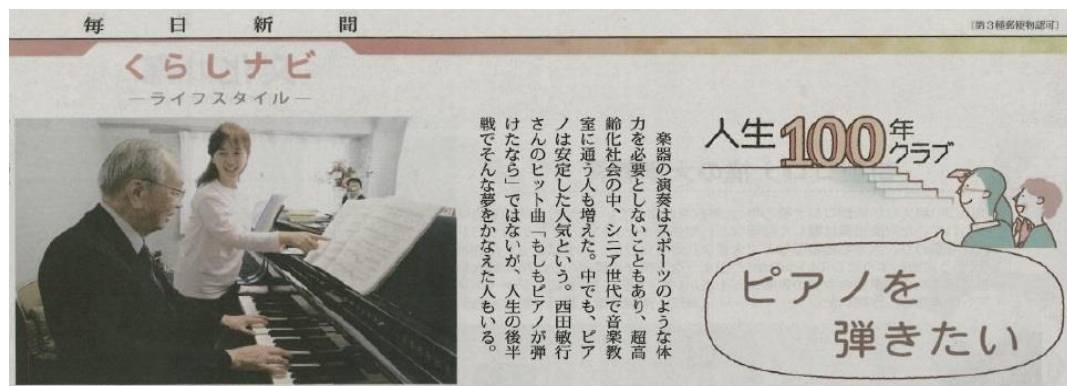 毎日新聞
〔第3種郵便物認可〕
くらしナビ
―ライフスタイル―
人生100年クラブ
ピアノを
弾きたい
楽器の演奏はスポーツのような体
力を必要としないこともあり、超高
齢化社会の中、シニア世代で音楽教
室に通う人も増えた。中でも、ピア
ノは安定した人気という。西田敏行
さんのヒット曲「もしもピアノが弾
けたなら」ではないが、人生の後半
戦でそんな夢をかなえた人もいる。